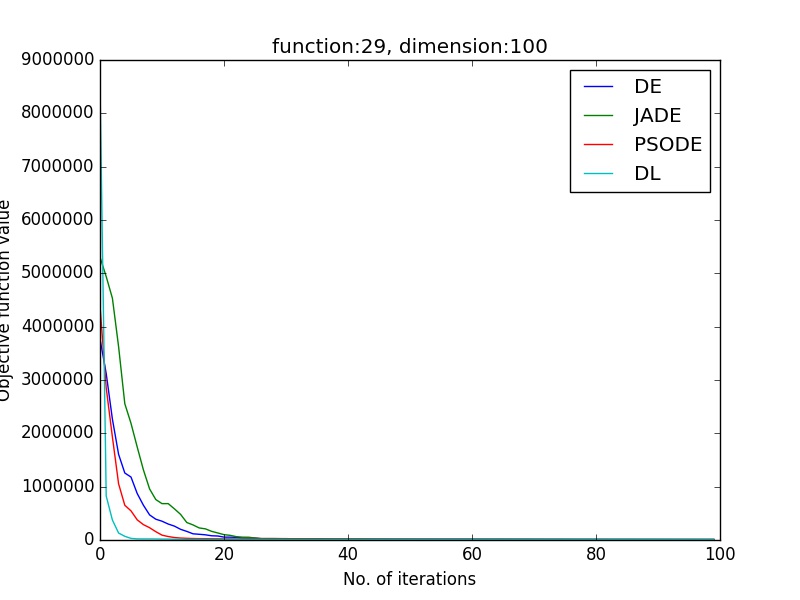 function:29, dimension:100
9000000
8000000
7000000
6000000
5000000
4000000
3000000
2000000
1000000
0
Objective function value
DE
JADE
PSODE
DL
0 20 40 60 80 100
No. of iterations